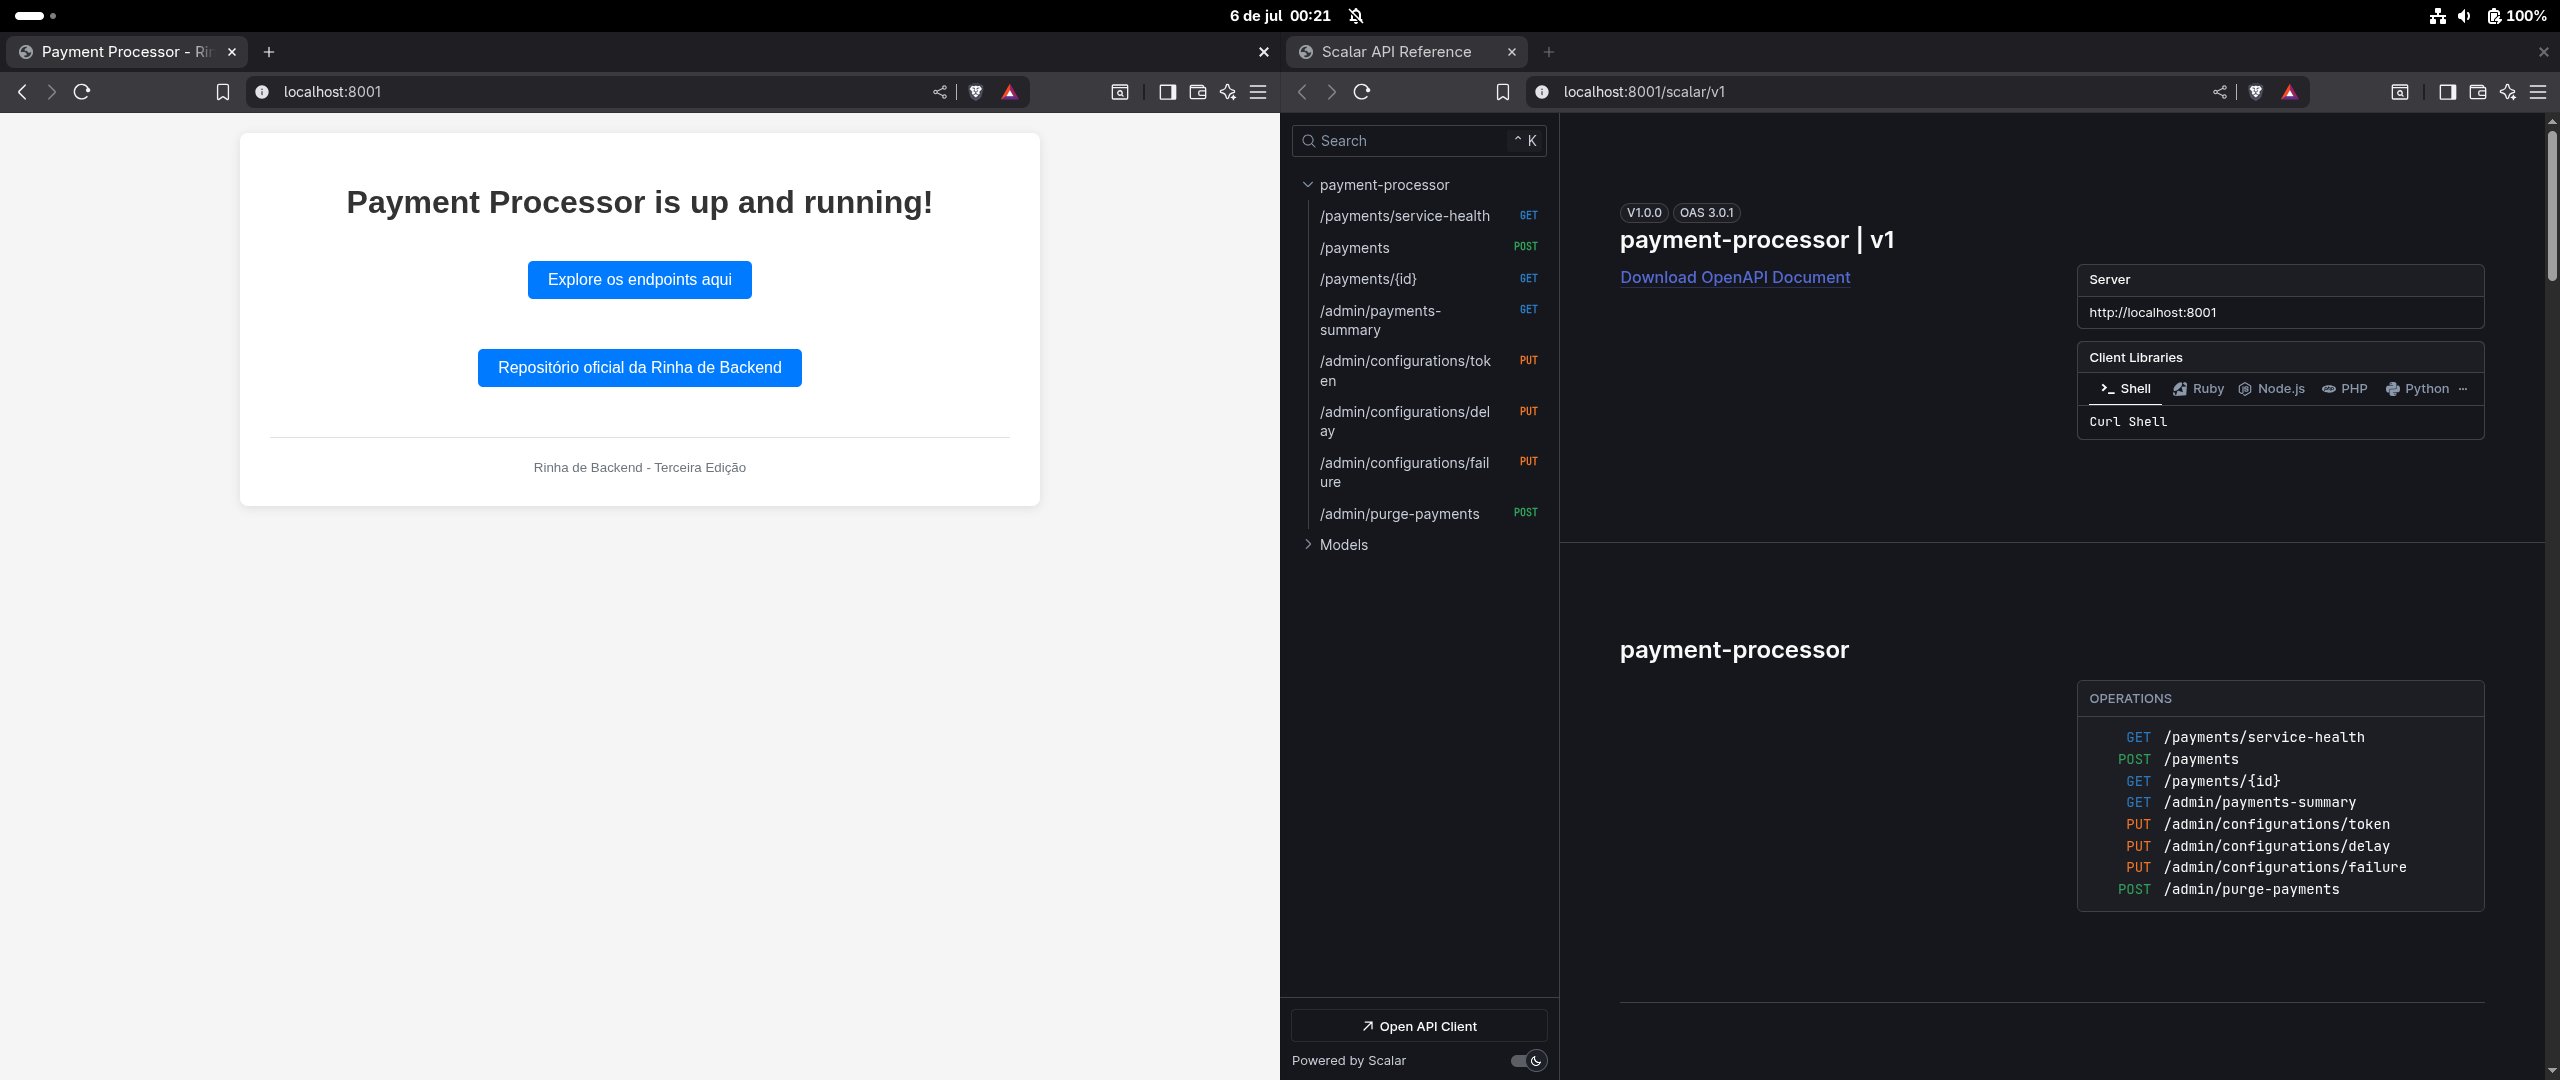 6 de jul 00:21
100%
Payment Processor - Rin
localhost:8001
Payment Processor is up and running!
Explore os endpoints aqui
Repositório oficial da Rinha de Backend
Rinha de Backend - Terceira Edição
Scalar API Reference
localhost:8001/scalar/v1
Search
⌃ K
payment-processor
/payments/service-health GET
/payments POST
/payments/{id} GET
/admin/payments- GET
summary
/admin/configurations/tok PUT
en
/admin/configurations/del PUT
ay
/admin/configurations/fail PUT
ure
/admin/purge-payments POST
Models
Open API Client
Powered by Scalar
V1.0.0 OAS 3.0.1
payment-processor | v1
Download OpenAPI Document
Server
http://localhost:8001
Client Libraries
Shell Ruby Node.js PHP Python ···
Curl Shell
payment-processor
OPERATIONS
GET /payments/service-health
POST /payments
GET /payments/{id}
GET /admin/payments-summary
PUT /admin/configurations/token
PUT /admin/configurations/delay
PUT /admin/configurations/failure
POST /admin/purge-payments